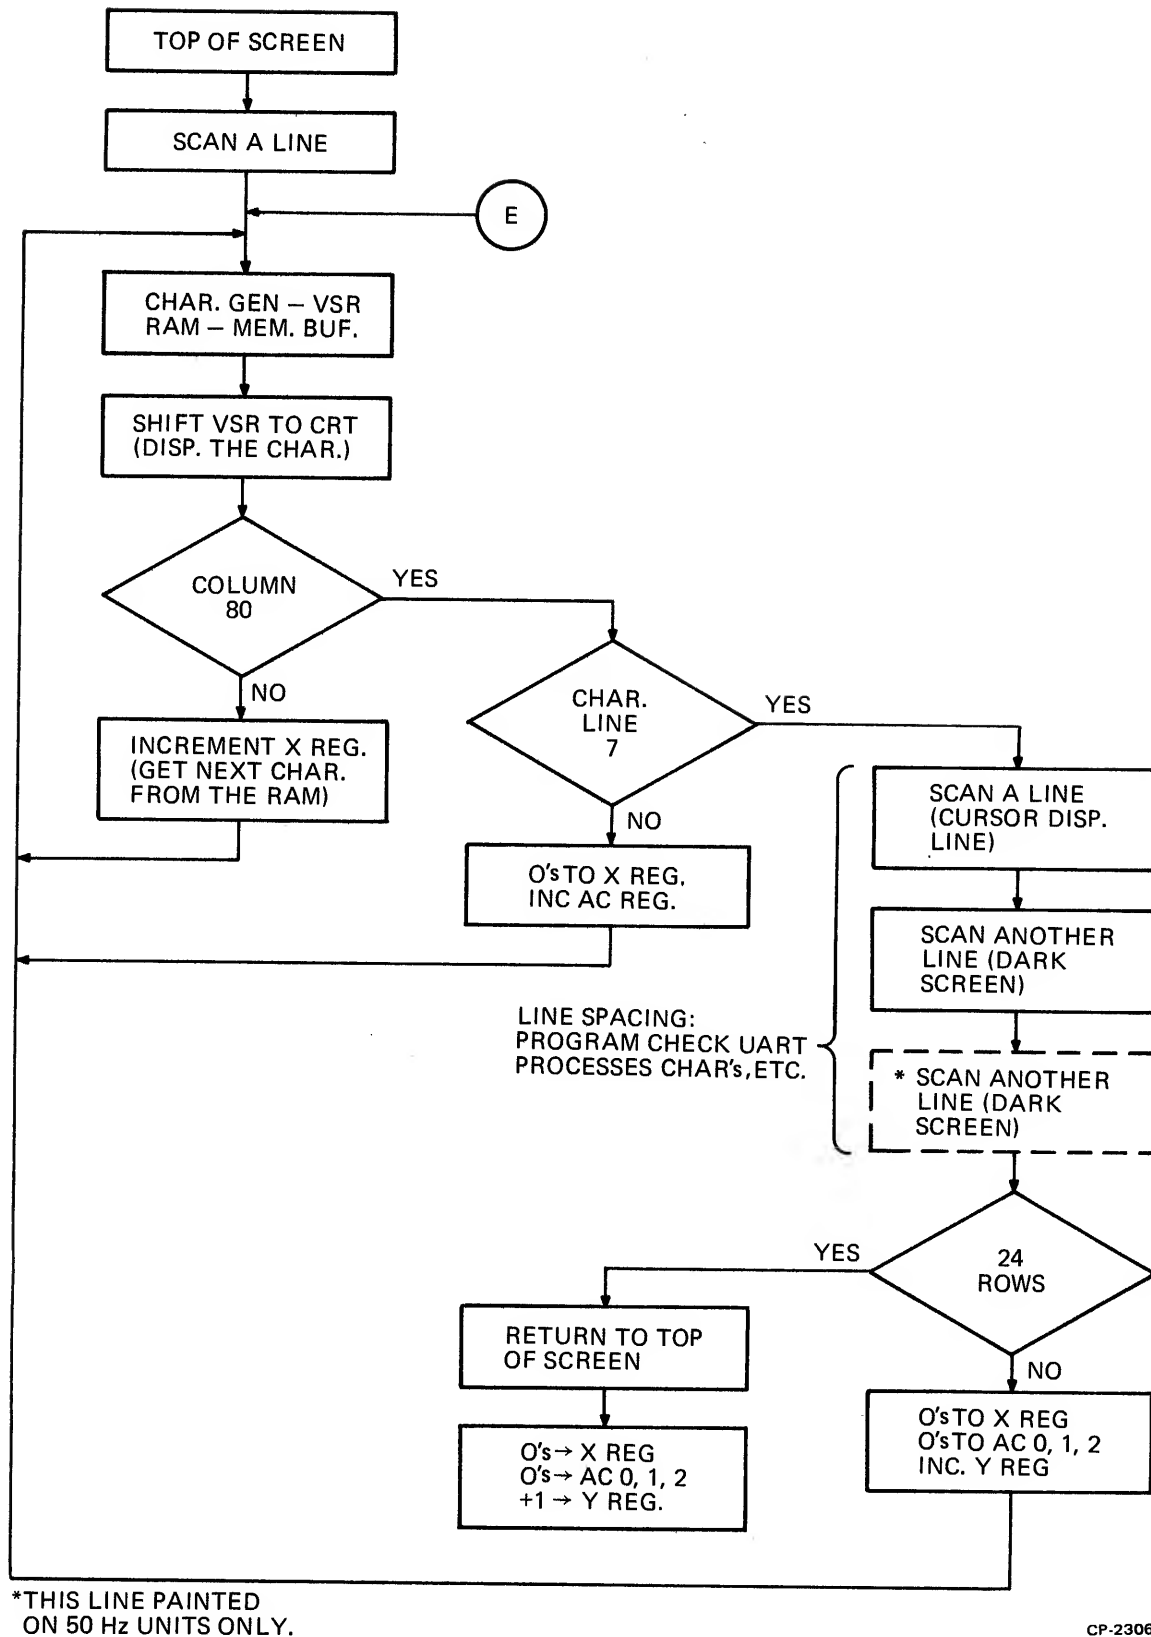 TOP OF SCREEN
SCAN A LINE
E
CHAR. GEN – VSR
RAM – MEM. BUF.
SHIFT VSR TO CRT
(DISP. THE CHAR.)
COLUMN
80
YES
NO
INCREMENT X REG.
(GET NEXT CHAR.
FROM THE RAM)
CHAR.
LINE
7
YES
NO
O's TO X REG.
INC AC REG.
SCAN A LINE
(CURSOR DISP.
LINE)
SCAN ANOTHER
LINE (DARK
SCREEN)
LINE SPACING:
PROGRAM CHECK UART
PROCESSES CHAR's, ETC.
* SCAN ANOTHER
LINE (DARK
SCREEN)
24
ROWS
YES
NO
RETURN TO TOP
OF SCREEN
O's → X REG
O's → AC 0, 1, 2
+1 → Y REG.
O's TO X REG
O's TO AC 0, 1, 2
INC. Y REG
*THIS LINE PAINTED
ON 50 Hz UNITS ONLY.
CP-2306